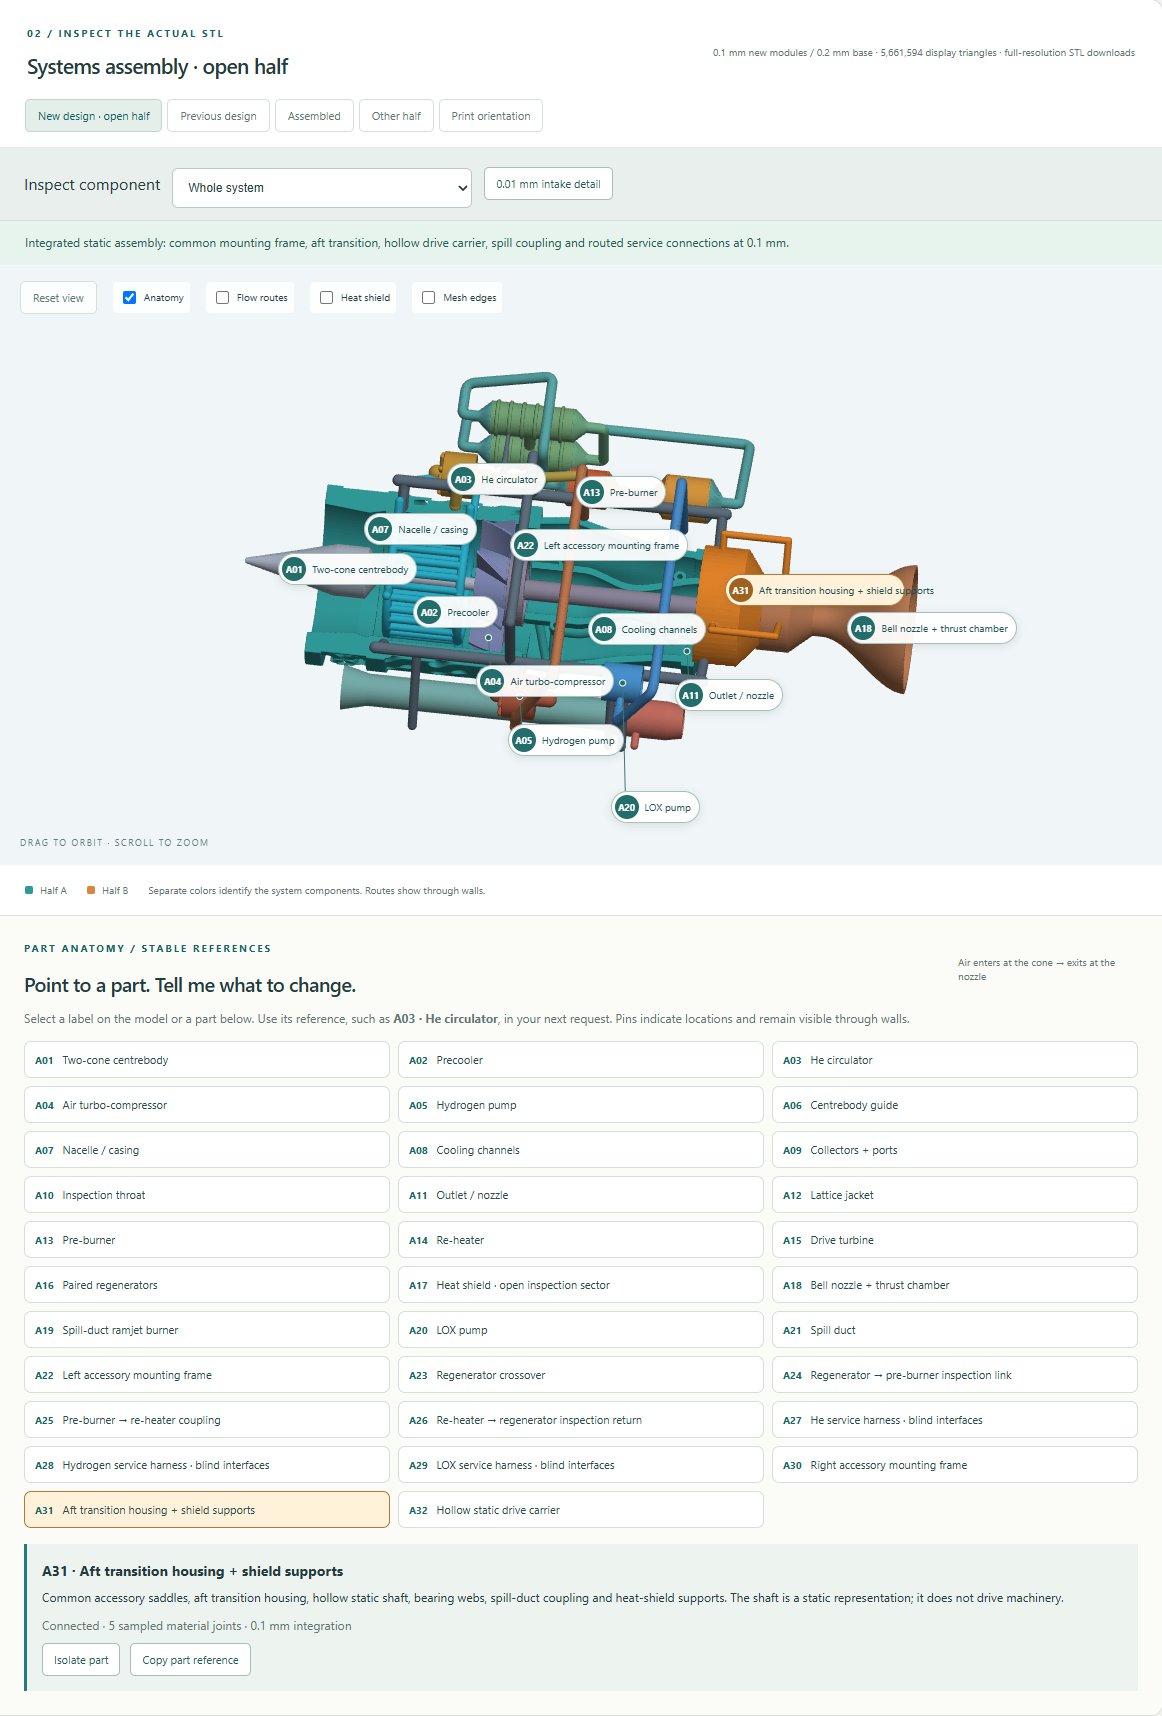 02 / INSPECT THE ACTUAL STL
Systems assembly · open half
0.1 mm new modules / 0.2 mm base · 5,661,594 display triangles · full-resolution STL downloads
New design · open half
Previous design
Assembled
Other half
Print orientation
Inspect component
Whole system
0.01 mm intake detail
Integrated static assembly: common mounting frame, aft transition, hollow drive carrier, spill coupling and routed service connections at 0.1 mm.
Reset view
Anatomy
Flow routes
Heat shield
Mesh edges
A03 He circulator
A13 Pre-burner
A07 Nacelle / casing
A22 Left accessory mounting frame
A01 Two-cone centrebody
A31 Aft transition housing + shield supports
A02 Precooler
A08 Cooling channels
A18 Bell nozzle + thrust chamber
A04 Air turbo-compressor
A11 Outlet / nozzle
A05 Hydrogen pump
A20 LOX pump
DRAG TO ORBIT · SCROLL TO ZOOM
Half A
Half B
Separate colors identify the system components. Routes show through walls.
PART ANATOMY / STABLE REFERENCES
Point to a part. Tell me what to change.
Air enters at the cone → exits at the
nozzle
Select a label on the model or a part below. Use its reference, such as A03 · He circulator, in your next request. Pins indicate locations and remain visible through walls.
A01 Two-cone centrebody
A02 Precooler
A03 He circulator
A04 Air turbo-compressor
A05 Hydrogen pump
A06 Centrebody guide
A07 Nacelle / casing
A08 Cooling channels
A09 Collectors + ports
A10 Inspection throat
A11 Outlet / nozzle
A12 Lattice jacket
A13 Pre-burner
A14 Re-heater
A15 Drive turbine
A16 Paired regenerators
A17 Heat shield · open inspection sector
A18 Bell nozzle + thrust chamber
A19 Spill-duct ramjet burner
A20 LOX pump
A21 Spill duct
A22 Left accessory mounting frame
A23 Regenerator crossover
A24 Regenerator → pre-burner inspection link
A25 Pre-burner → re-heater coupling
A26 Re-heater → regenerator inspection return
A27 He service harness · blind interfaces
A28 Hydrogen service harness · blind interfaces
A29 LOX service harness · blind interfaces
A30 Right accessory mounting frame
A31 Aft transition housing + shield supports
A32 Hollow static drive carrier
A31 · Aft transition housing + shield supports
Common accessory saddles, aft transition housing, hollow static shaft, bearing webs, spill-duct coupling and heat-shield supports. The shaft is a static representation; it does not drive machinery.
Connected · 5 sampled material joints · 0.1 mm integration
Isolate part
Copy part reference